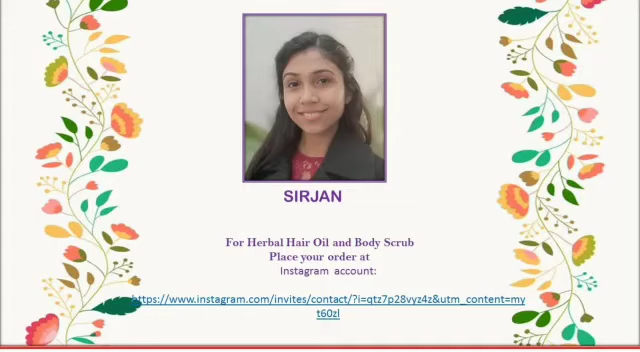 SIRJAN
For Herbal Hair Oil and Body Scrub
Place your order at
Instagram account:
https://www.instagram.com/invites/contact/?i=qtz7p28vyz4z&utm_content=my
t60zl